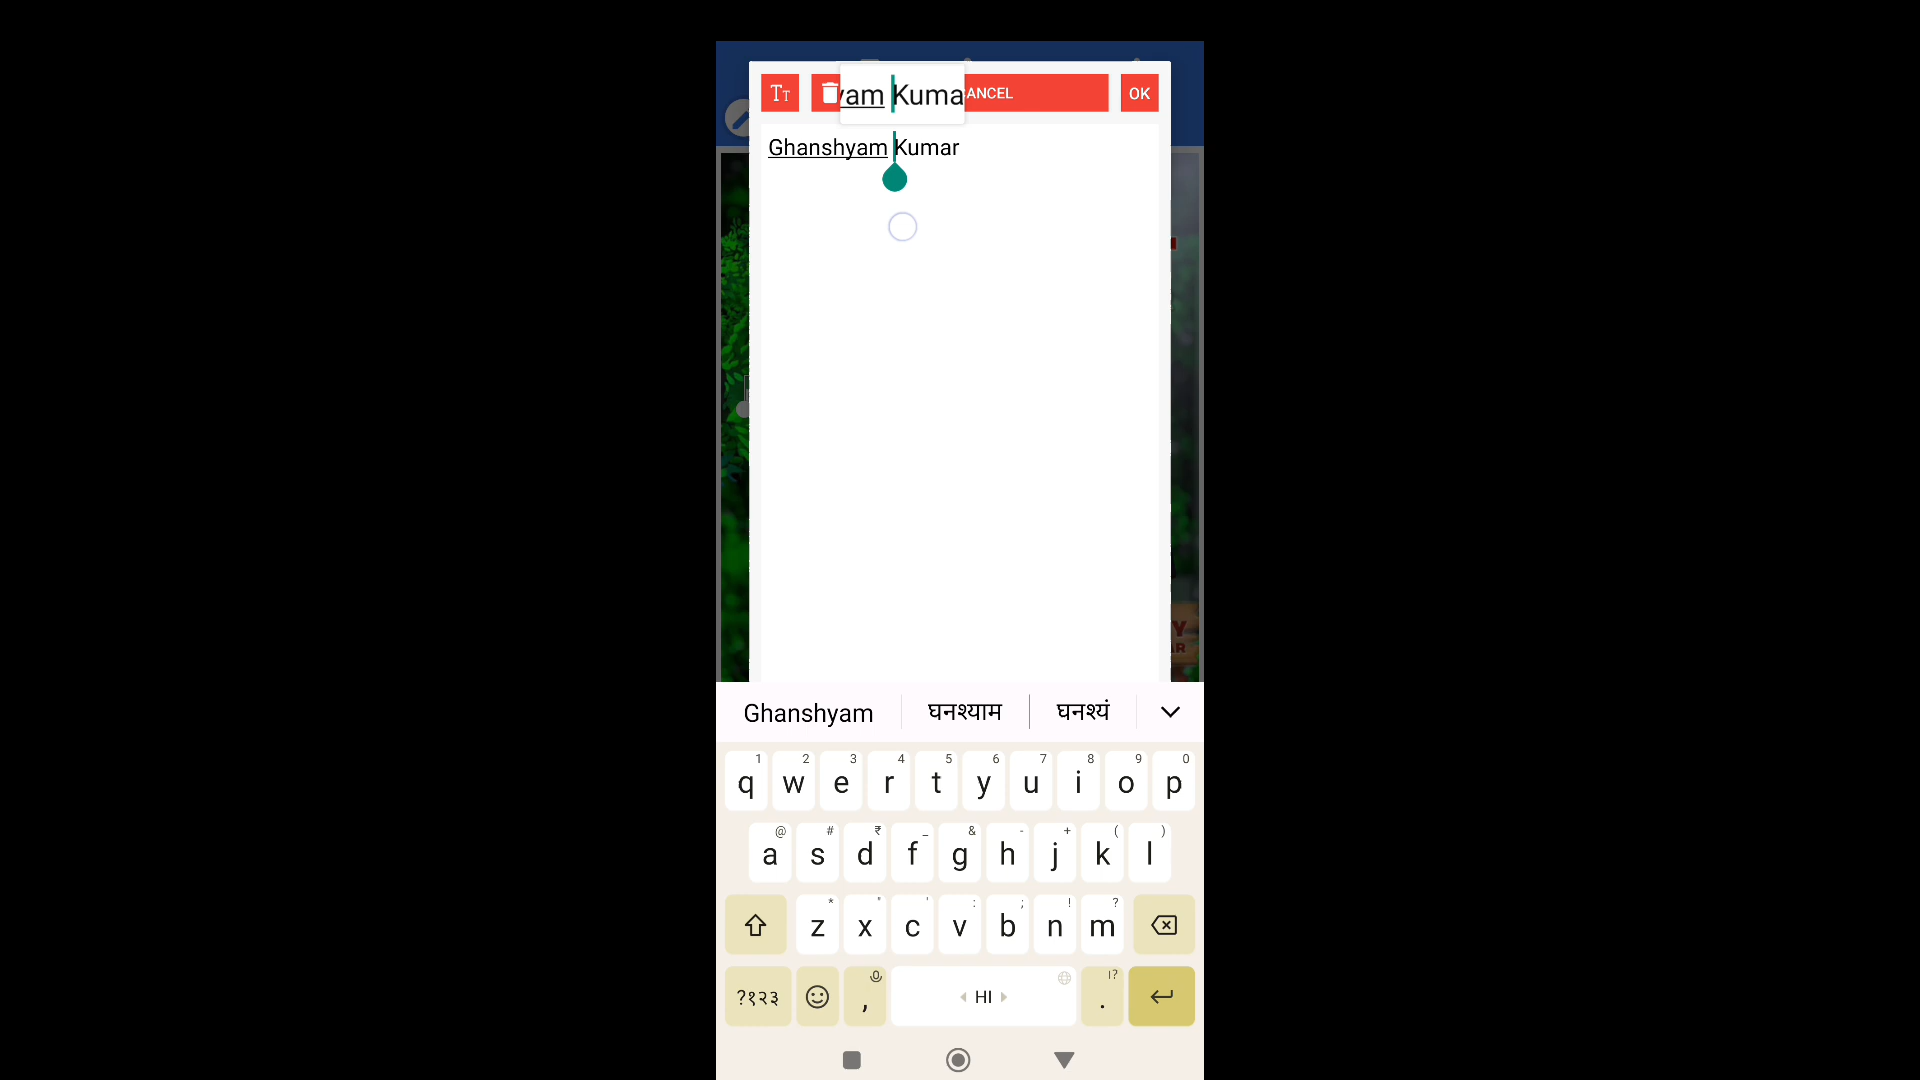 Tт
yam Kuma
ANCEL
OK
Ghanshyam Kumar
Y
AR
Ghanshyam घनश्याम घनश्यं
1 2 3 4 5 6 7 8 9 0
q w e r t y u i o p
@ # ₹ _ & - + ( )
a s d f g h j k l
* " ' : ; ! ?
z x c v b n m
?१२३ , HI . ।?